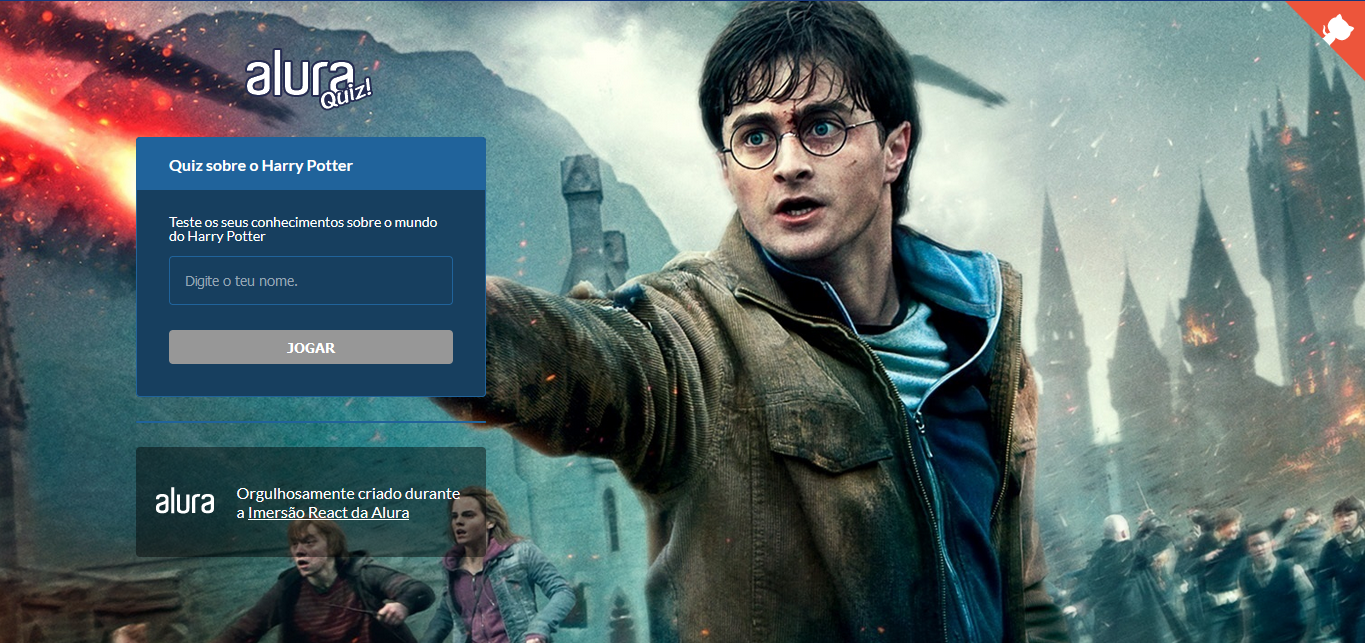 alura
Quiz!
Quiz sobre o Harry Potter
Teste os seus conhecimentos sobre o mundo
do Harry Potter
Digite o teu nome.
JOGAR
alura
Orgulhosamente criado durante
a Imersão React da Alura